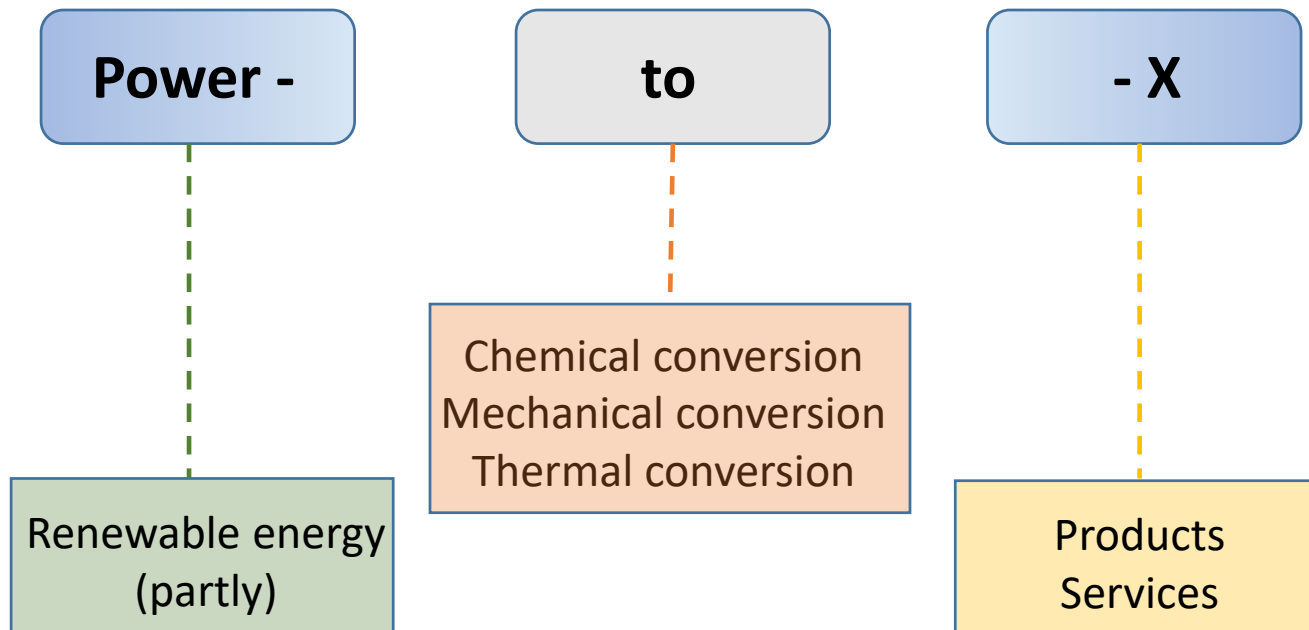 Power -
to
- X
Chemical conversion
Mechanical conversion
Thermal conversion
Renewable energy
(partly)
Products
Services